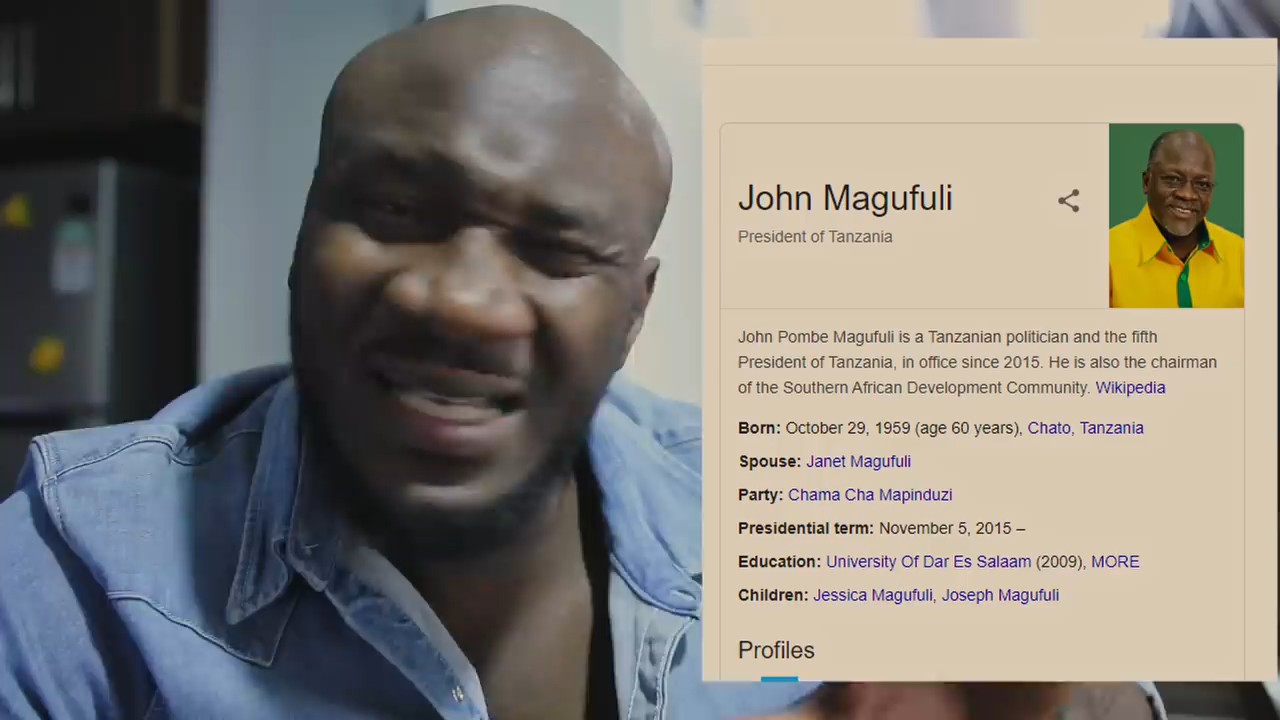 John Magufuli
President of Tanzania
John Pombe Magufuli is a Tanzanian politician and the fifth
President of Tanzania, in office since 2015. He is also the chairman
of the Southern African Development Community. Wikipedia
Born: October 29, 1959 (age 60 years), Chato, Tanzania
Spouse: Janet Magufuli
Party: Chama Cha Mapinduzi
Presidential term: November 5, 2015 –
Education: University Of Dar Es Salaam (2009), MORE
Children: Jessica Magufuli, Joseph Magufuli
Profiles